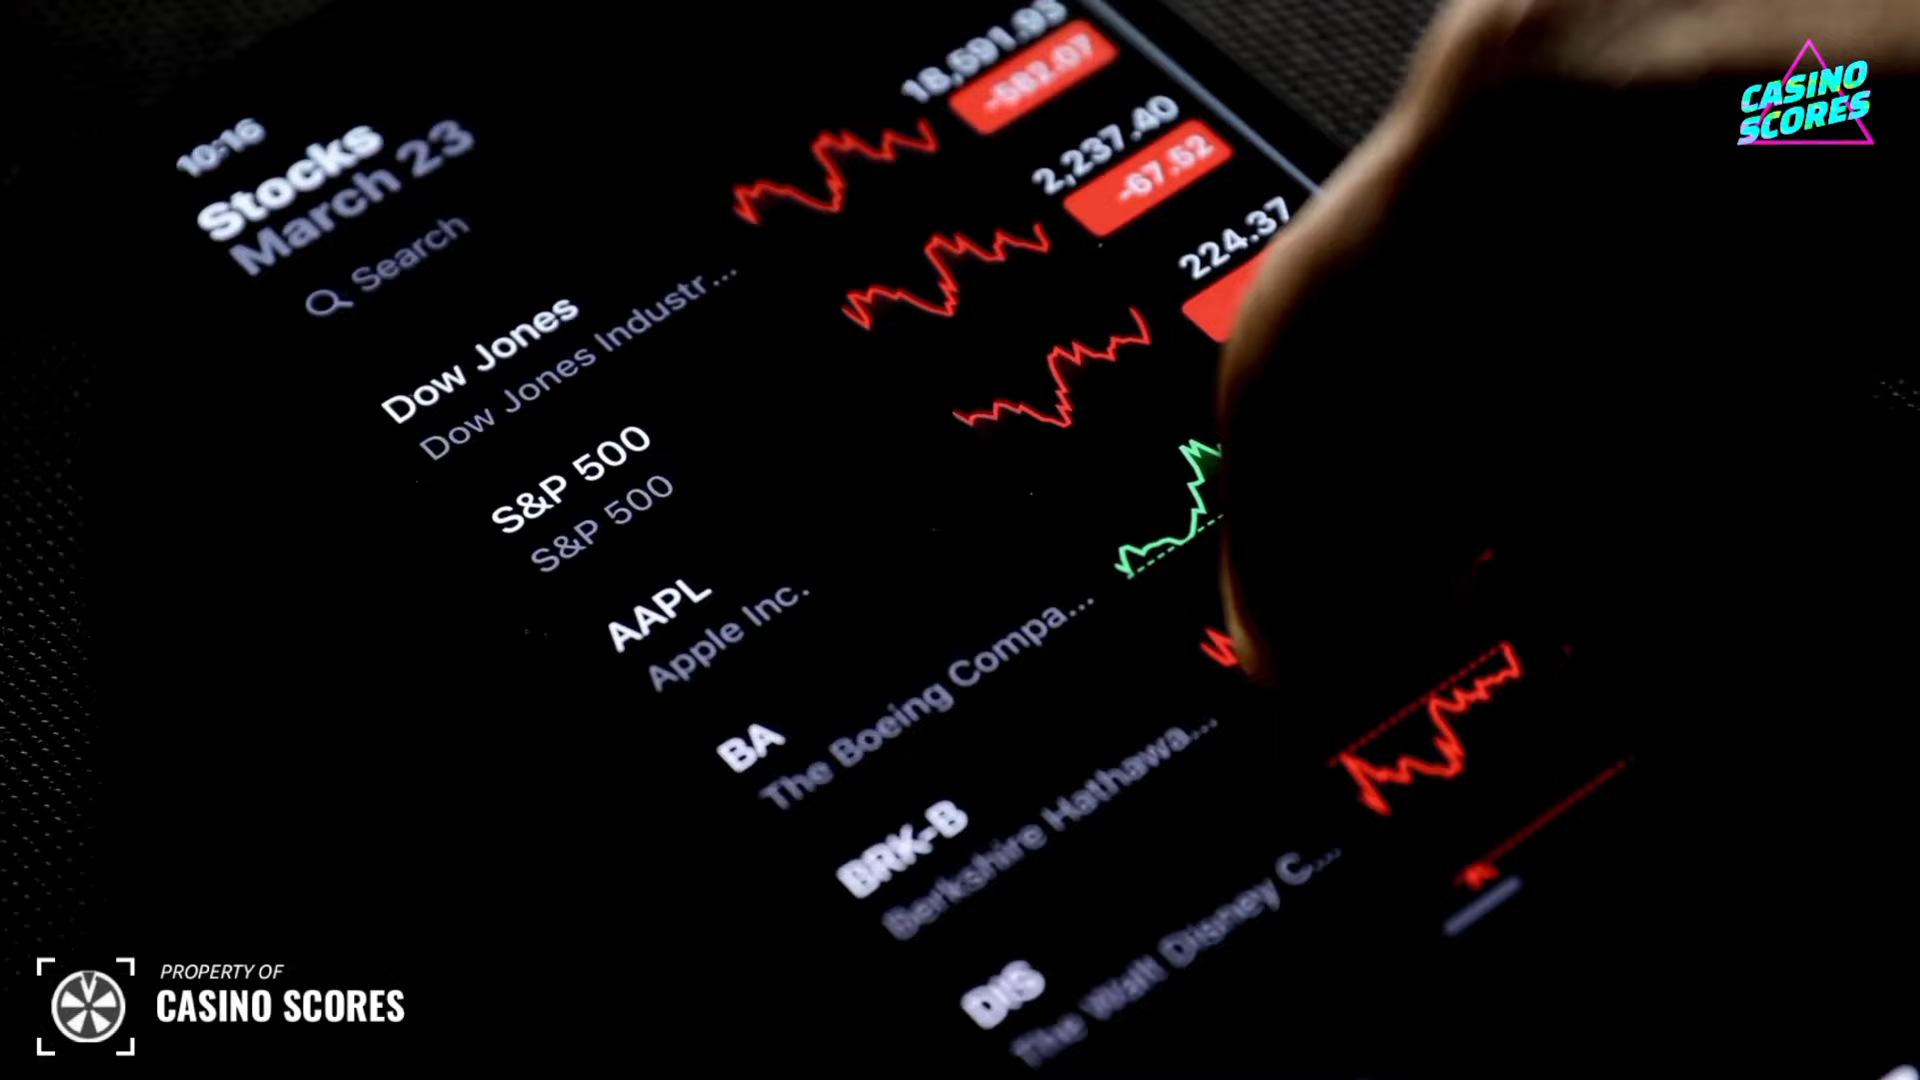 10:16
Stocks
March 23
Search
Dow Jones
Dow Jones Industr...
18,591.93
-582.07
S&P 500
S&P 500
2,237.40
-67.52
AAPL
Apple Inc.
224.37
BA
The Boeing Compa...
BRK-B
Berkshire Hathawa...
DIS
The Walt Disney C...
CASINO
SCORES
PROPERTY OF
CASINO SCORES